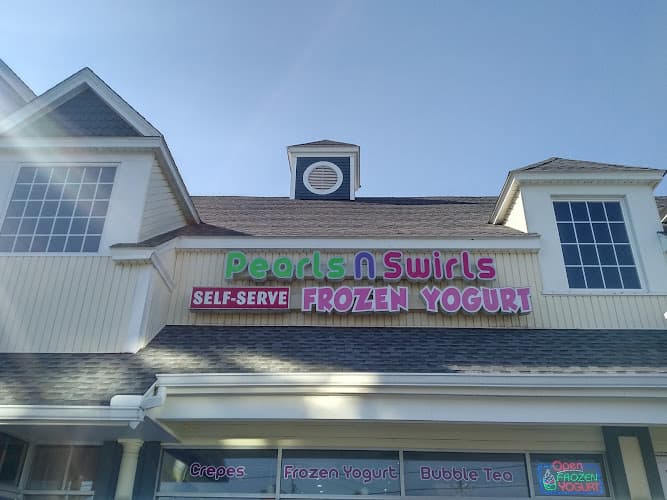 Pearls N Swirls
SELF-SERVE FROZEN YOGURT
Crepes Frozen Yogurt Bubble Tea
Open
FROZEN
YOGURT